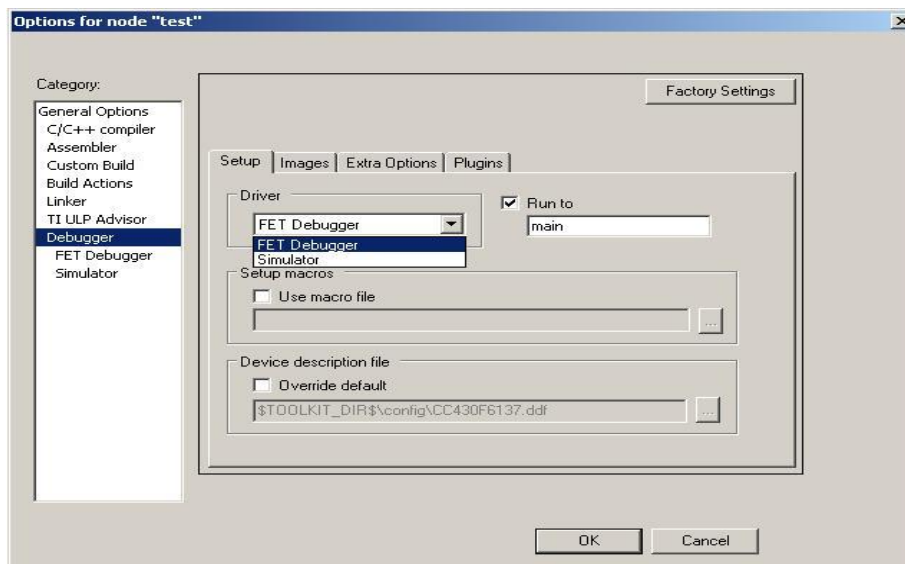 Options for node "test"
Category:
General Options
C/C++ compiler
Assembler
Custom Build
Build Actions
Linker
TI ULP Advisor
Debugger
FET Debugger
Simulator
Factory Settings
Setup
Images
Extra Options
Plugins
Driver
FET Debugger
FET Debugger
Simulator
Run to
main
Setup macros
Use macro file
...
Device description file
Override default
$TOOLKIT_DIR$\config\CC430F6137.ddf
...
OK
Cancel